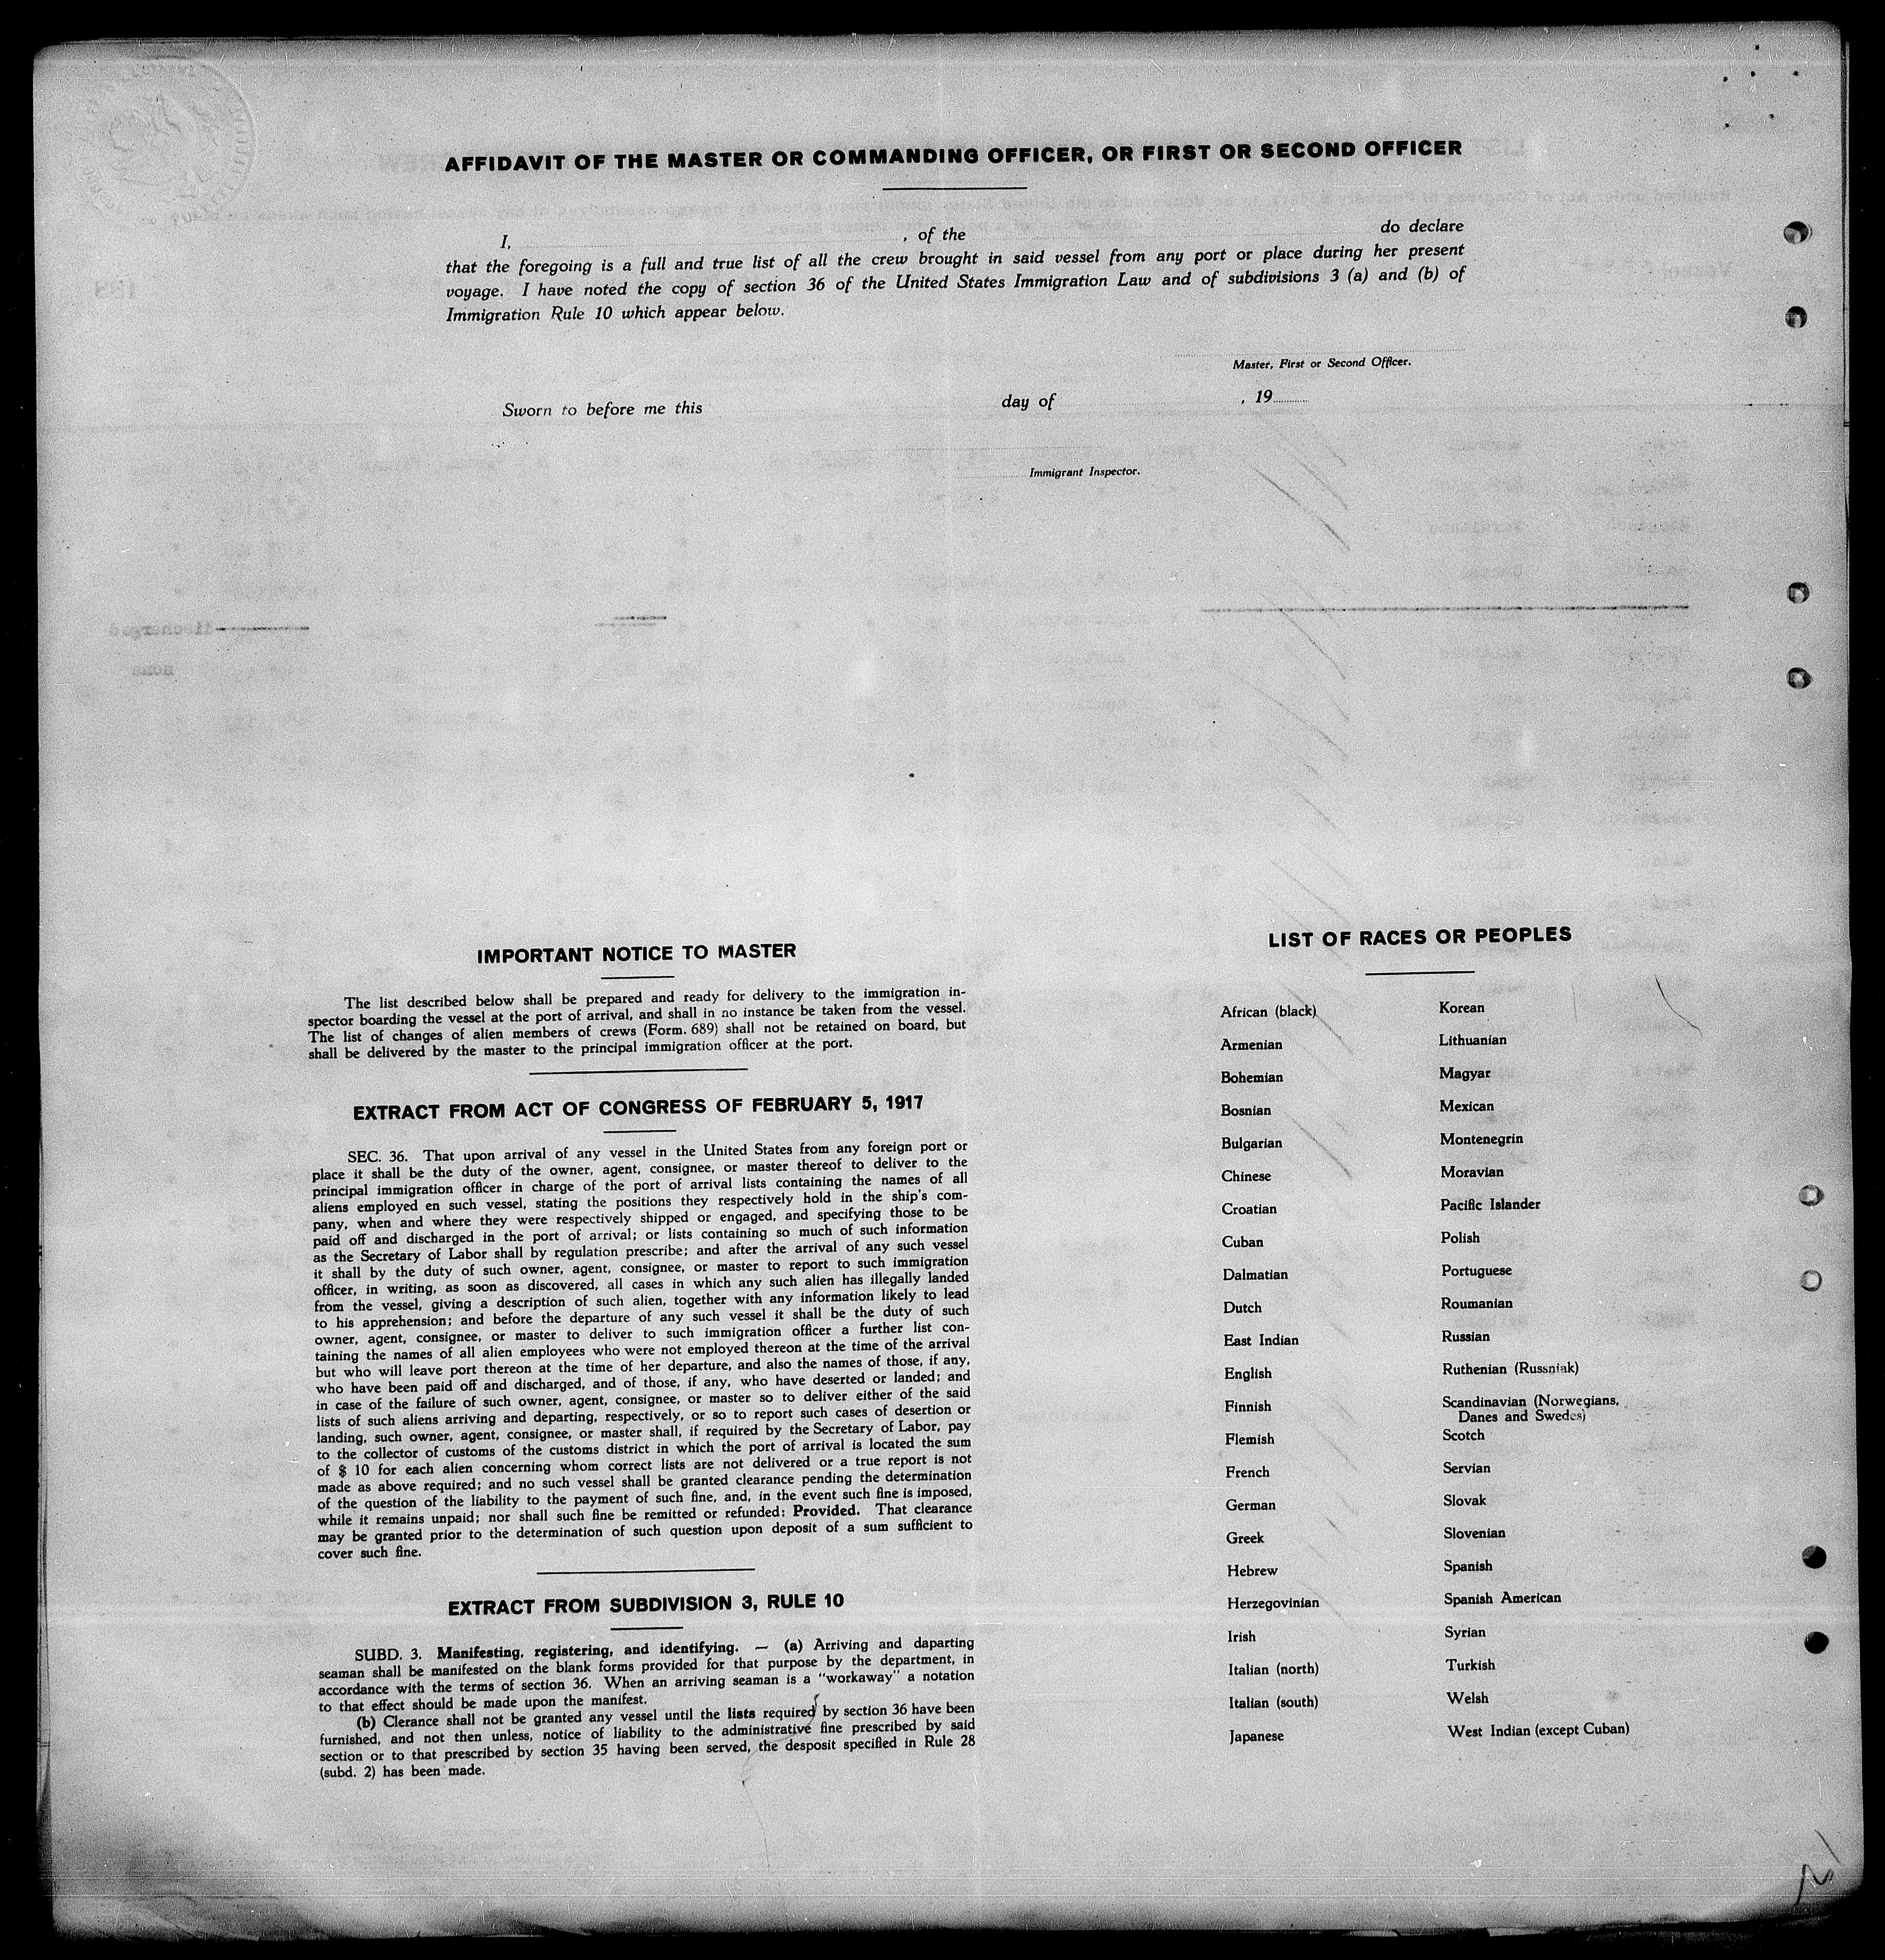 AFFIDAVIT OF THE MASTER OR COMMANDING OFFICER, OR FIRST OR SECOND OFFICER
I, , of the do declare
that the foregoing is a full and true list of all the crew brought in said vessel from any port or place during her present
voyage. I have noted the copy of section 36 of the United States Immigration Law and of subdivisions 3 (a) and (b) of
Immigration Rule 10 which appear below.
Master, First or Second Officer.
Sworn to before me this day of , 19
Immigrant Inspector.
IMPORTANT NOTICE TO MASTER
The list described below shall be prepared and ready for delivery to the immigration in-
spector boarding the vessel at the port of arrival, and shall in no instance be taken from the vessel.
The list of changes of alien members of crews (Form. 689) shall not be retained on board, but
shall be delivered by the master to the principal immigration officer at the port.
EXTRACT FROM ACT OF CONGRESS OF FEBRUARY 5, 1917
SEC. 36. That upon arrival of any vessel in the United States from any foreign port or
place it shall be the duty of the owner, agent, consignee, or master thereof to deliver to the
principal immigration officer in charge of the port of arrival lists containing the names of all
aliens employed en such vessel, stating the positions they respectively hold in the ship's com-
pany, when and where they were respectively shipped or engaged, and specifying those to be
paid off and discharged in the port of arrival; or lists containing so much of such information
as the Secretary of Labor shall by regulation prescribe; and after the arrival of any such vessel
it shall by the duty of such owner, agent, consignee, or master to report to such immigration
officer, in writing, as soon as discovered, all cases in which any such alien has illegally landed
from the vessel, giving a description of such alien, together with any information likely to lead
to his apprehension; and before the departure of any such vessel it shall be the duty of such
owner, agent, consignee, or master to deliver to such immigration officer a further list con-
taining the names of all alien employees who were not employed thereon at the time of the arrival
but who will leave port thereon at the time of her departure, and also the names of those, if any,
who have been paid off and discharged, and of those, if any, who have deserted or landed; and
in case of the failure of such owner, agent, consignee, or master so to deliver either of the said
lists of such aliens arriving and departing, respectively, or so to report such cases of desertion or
landing, such owner, agent, consignee, or master shall, if required by the Secretary of Labor, pay
to the collector of customs of the customs district in which the port of arrival is located the sum
of $ 10 for each alien concerning whom correct lists are not delivered or a true report is not
made as above required; and no such vessel shall be granted clearance pending the determination
of the question of the liability to the payment of such fine, and, in the event such fine is imposed,
while it remains unpaid; nor shall such fine be remitted or refunded: Provided. That clearance
may be granted prior to the determination of such question upon deposit of a sum sufficient to
cover such fine.
EXTRACT FROM SUBDIVISION 3, RULE 10
SUBD. 3. Manifesting, registering, and identifying. — (a) Arriving and daparting
seaman shall be manifested on the blank forms provided for that purpose by the department, in
accordance with the terms of section 36. When an arriving seaman is a "workaway" a notation
to that effect should be made upon the manifest.
(b) Clerance shall not be granted any vessel until the lists required by section 36 have been
furnished, and not then unless, notice of liability to the administrative fine prescribed by said
section or to that prescribed by section 35 having been served, the desposit specified in Rule 28
(subd. 2) has been made.
LIST OF RACES OR PEOPLES
African (black)
Armenian
Bohemian
Bosnian
Bulgarian
Chinese
Croatian
Cuban
Dalmatian
Dutch
East Indian
English
Finnish
Flemish
French
German
Greek
Hebrew
Herzegovinian
Irish
Italian (north)
Italian (south)
Japanese
Korean
Lithuanian
Magyar
Mexican
Montenegrin
Moravian
Pacific Islander
Polish
Portuguese
Roumanian
Russian
Ruthenian (Russniak)
Scandinavian (Norwegians,
Danes and Swedes)
Scotch
Servian
Slovak
Slovenian
Spanish
Spanish American
Syrian
Turkish
Welsh
West Indian (except Cuban)